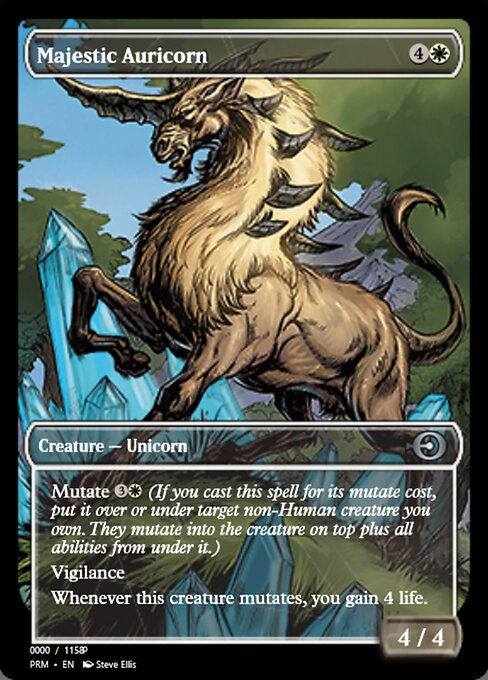 Majestic Auricorn 4
Creature — Unicorn
Mutate 3 (If you cast this spell for its mutate cost,
put it over or under target non-Human creature you
own. They mutate into the creature on top plus all
abilities from under it.)
Vigilance
Whenever this creature mutates, you gain 4 life.
4 / 4
0000 / 1158P
PRM • EN Steve Ellis